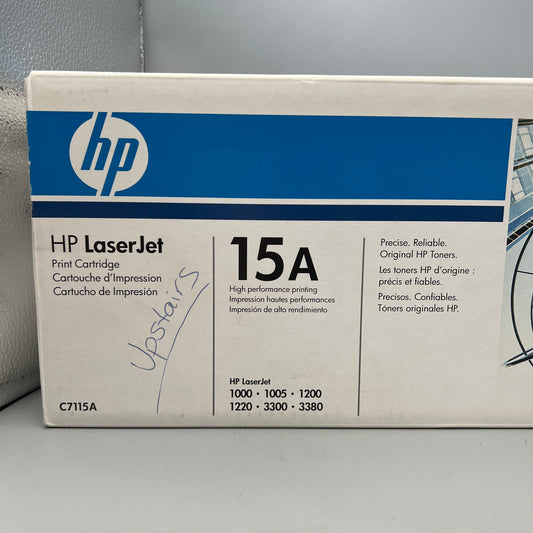 hp
HP LaserJet
Print Cartridge
Cartouche d'Impression
Cartucho de Impresión
Upstairs
C7115A
15A
High performance printing
Impression hautes performances
Impresión de alto rendimiento
HP LaserJet
1000 • 1005 • 1200
1220 • 3300 • 3380
Precise. Reliable.
Original HP Toners.
Les toners HP d'origine :
précis et fiables.
Precisos. Confiables.
Tóners originales HP.